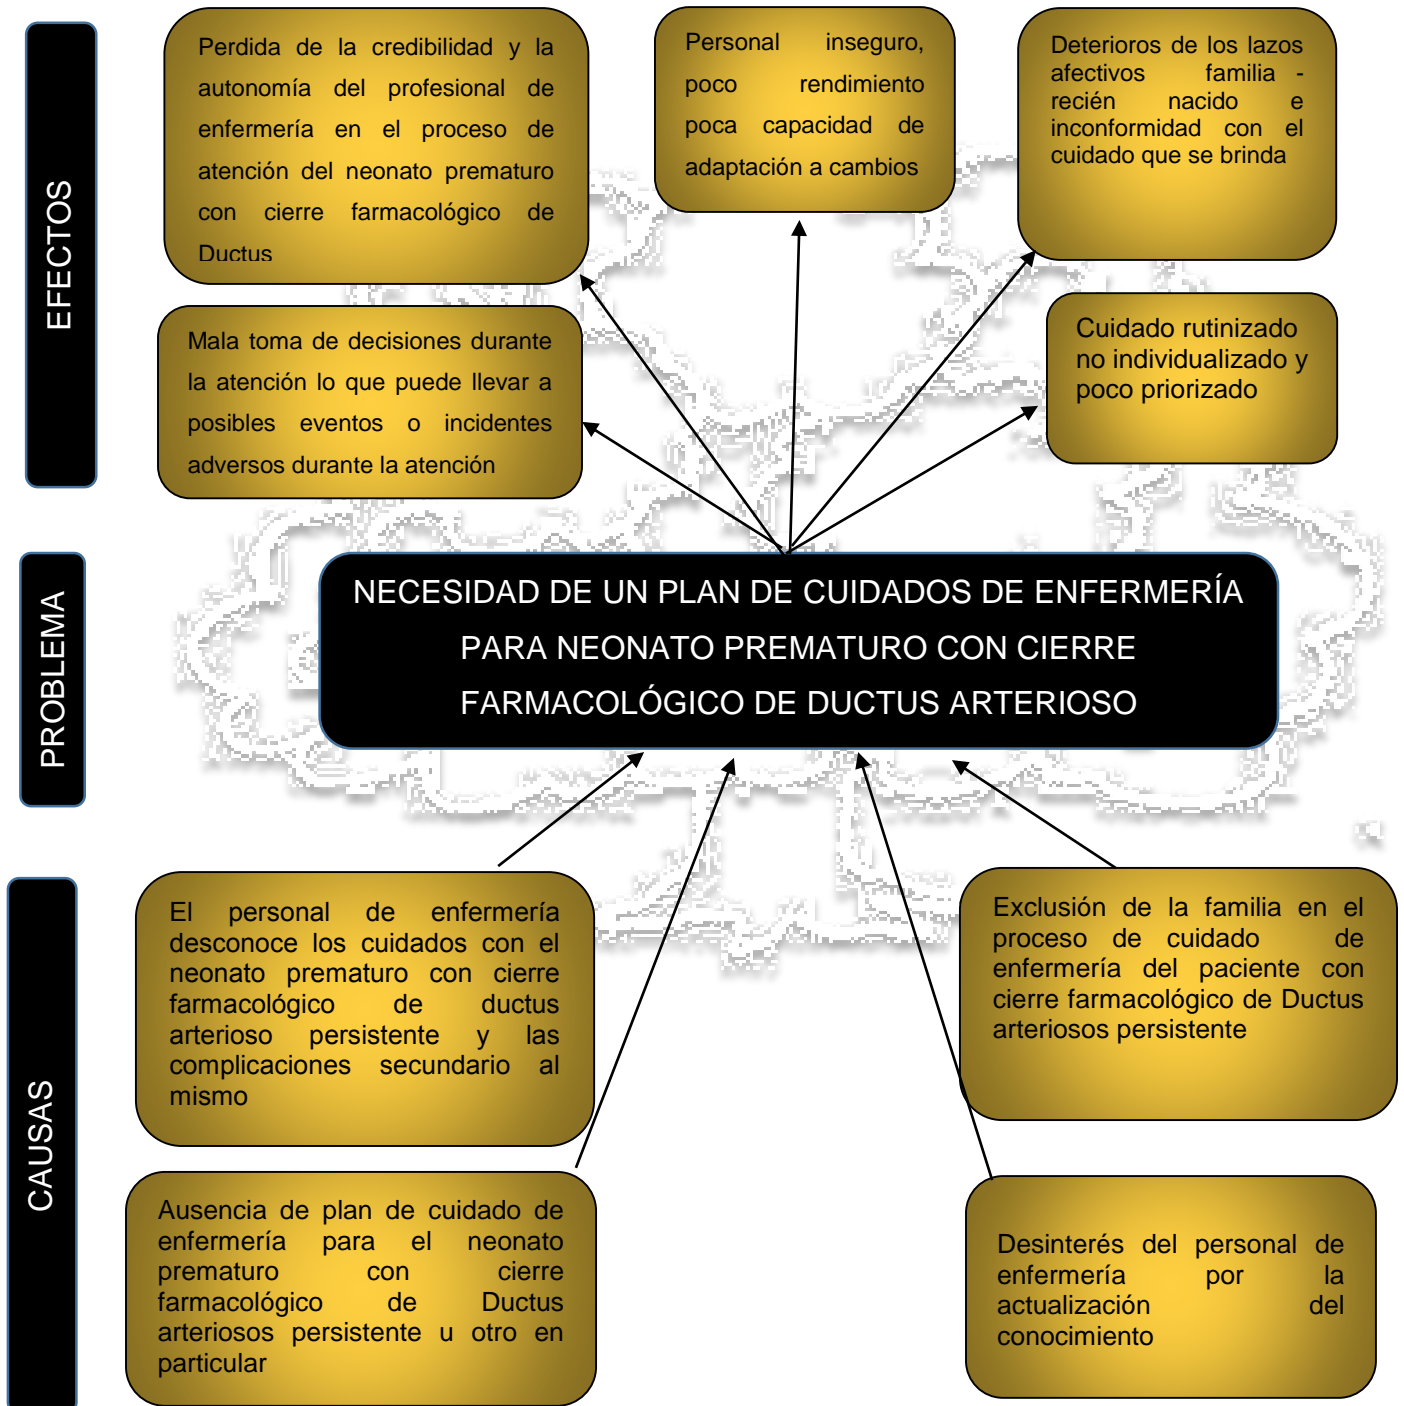 EFECTOS
Perdida de la credibilidad y la
autonomía del profesional de
enfermería en el proceso de
atención del neonato prematuro
con cierre farmacológico de
Ductus
Personal inseguro,
poco rendimiento
poca capacidad de
adaptación a cambios
Deterioros de los lazos
afectivos familia -
recién nacido e
inconformidad con el
cuidado que se brinda
Mala toma de decisiones durante
la atención lo que puede llevar a
posibles eventos o incidentes
adversos durante la atención
Cuidado rutinizado
no individualizado y
poco priorizado
PROBLEMA
NECESIDAD DE UN PLAN DE CUIDADOS DE ENFERMERÍA
PARA NEONATO PREMATURO CON CIERRE
FARMACOLÓGICO DE DUCTUS ARTERIOSO
CAUSAS
El personal de enfermería
desconoce los cuidados con el
neonato prematuro con cierre
farmacológico de ductus
arterioso persistente y las
complicaciones secundario al
mismo
Exclusión de la familia en el
proceso de cuidado de
enfermería del paciente con
cierre farmacológico de Ductus
arteriosos persistente
Ausencia de plan de cuidado de
enfermería para el neonato
prematuro con cierre
farmacológico de Ductus
arteriosos persistente u otro en
particular
Desinterés del personal de
enfermería por la
actualización del
conocimiento